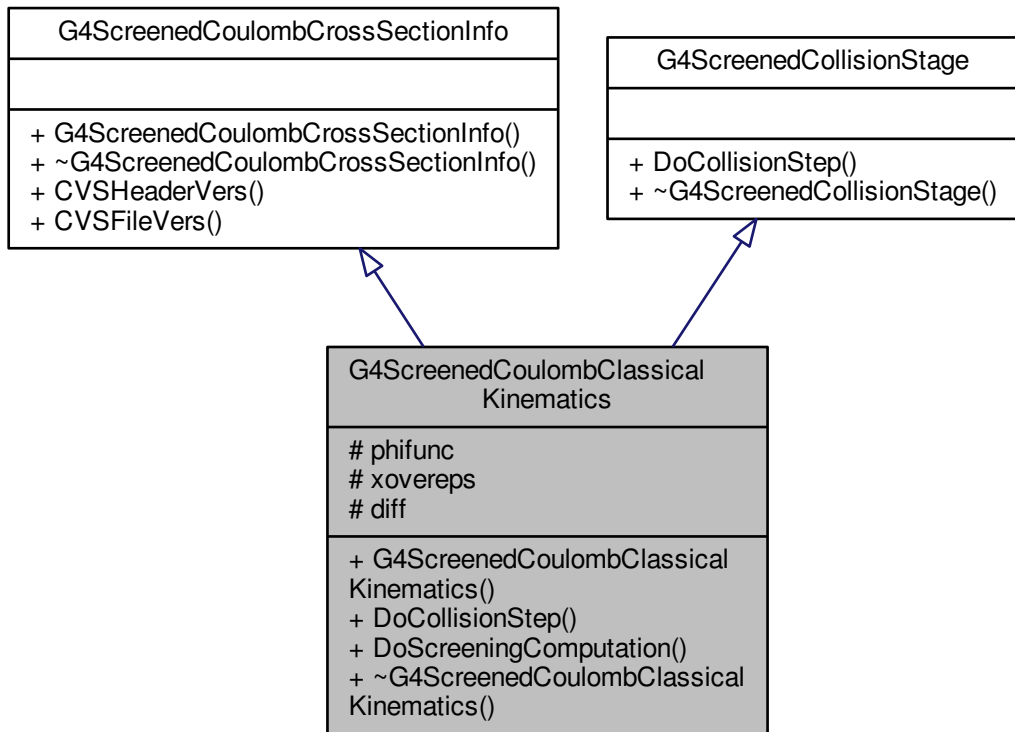 G4ScreenedCoulombCrossSectionInfo
+ G4ScreenedCoulombCrossSectionInfo()
+ ~G4ScreenedCoulombCrossSectionInfo()
+ CVSHeaderVers()
+ CVSFileVers()
G4ScreenedCollisionStage
+ DoCollisionStep()
+ ~G4ScreenedCollisionStage()
G4ScreenedCoulombClassical
Kinematics
# phifunc
# xovereps
# diff
+ G4ScreenedCoulombClassical
Kinematics()
+ DoCollisionStep()
+ DoScreeningComputation()
+ ~G4ScreenedCoulombClassical
Kinematics()